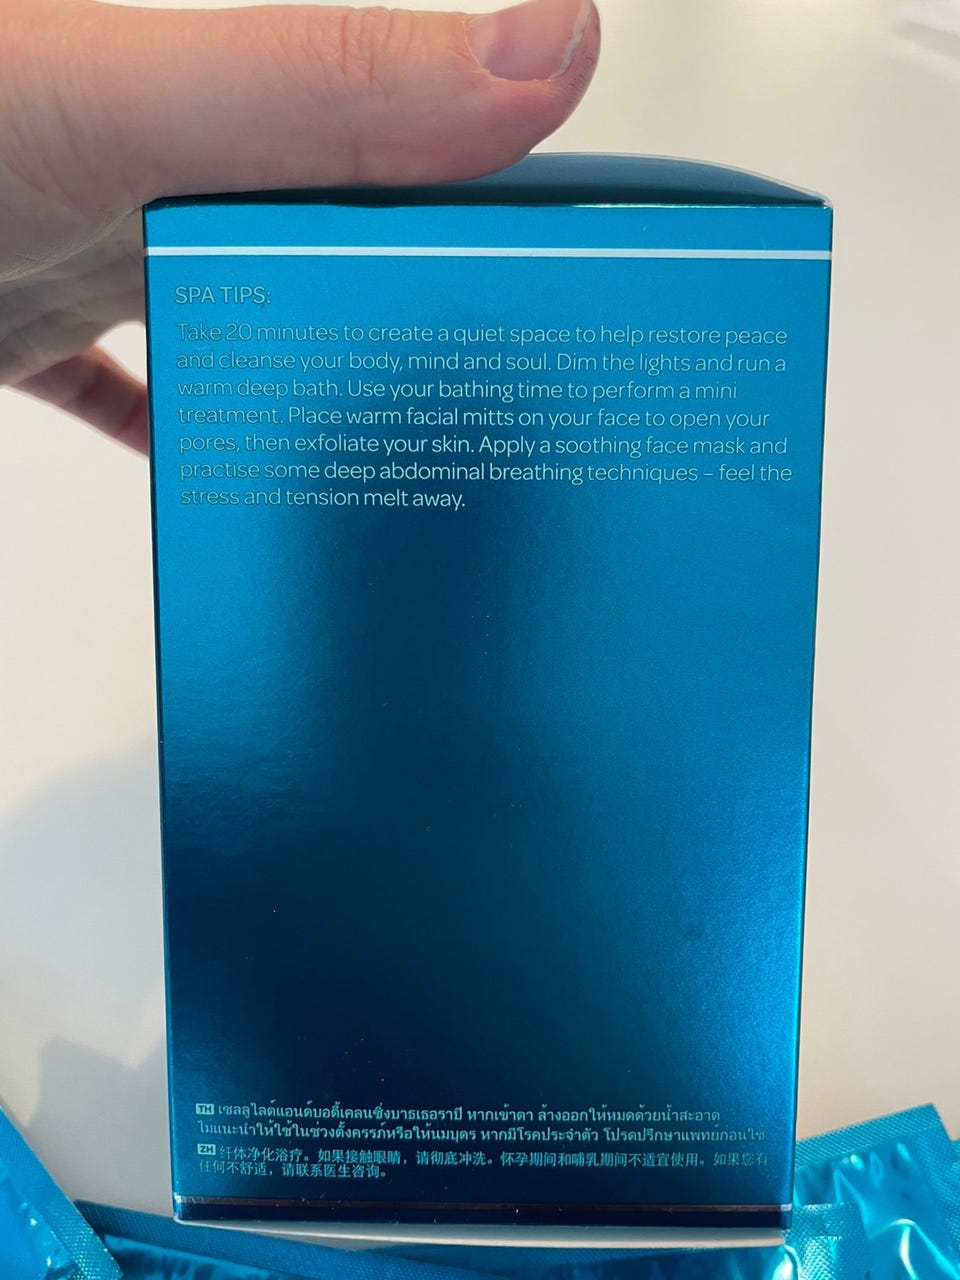 SPA TIPS:
Take 20 minutes to create a quiet space to help restore peace
and cleanse your body, mind and soul. Dim the lights and run a
warm deep bath. Use your bathing time to perform a mini
treatment. Place warm facial mitts on your face to open your
pores, then exfoliate your skin. Apply a soothing face mask and
practise some deep abdominal breathing techniques – feel the
stress and tension melt away.
TH เซลลูไลต์แอนด์บอดี้เคลนซิ่งบาธเธอราปี หากเข้าตา ล้างออกให้หมดด้วยน้ำสะอาด
ไม่แนะนำให้ใช้ในช่วงตั้งครรภ์หรือให้นมบุตร หากมีโรคประจำตัว โปรดปรึกษาแพทย์ก่อนใช้
ZH 纤体净化浴疗。如果接触眼睛，请彻底冲洗。怀孕期间和哺乳期间不适宜使用。如果您有
任何不舒适，请联系医生咨询。